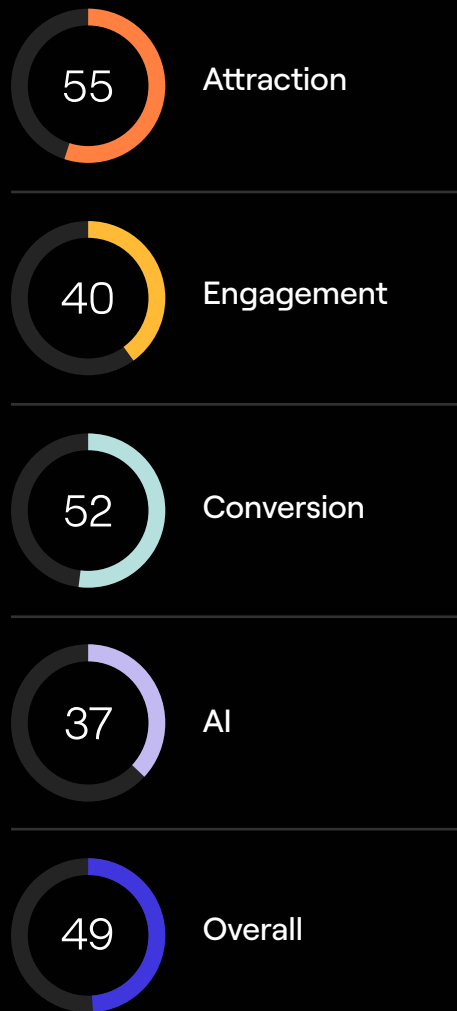 55 Attraction
40 Engagement
52 Conversion
37 AI
49 Overall